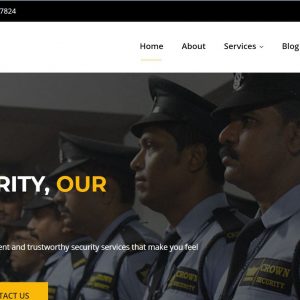 7824
Home About Services Blog
RITY, OUR
ent and trustworthy security services that make you feel
TACT US
CROWN
SECURITY
CROWN